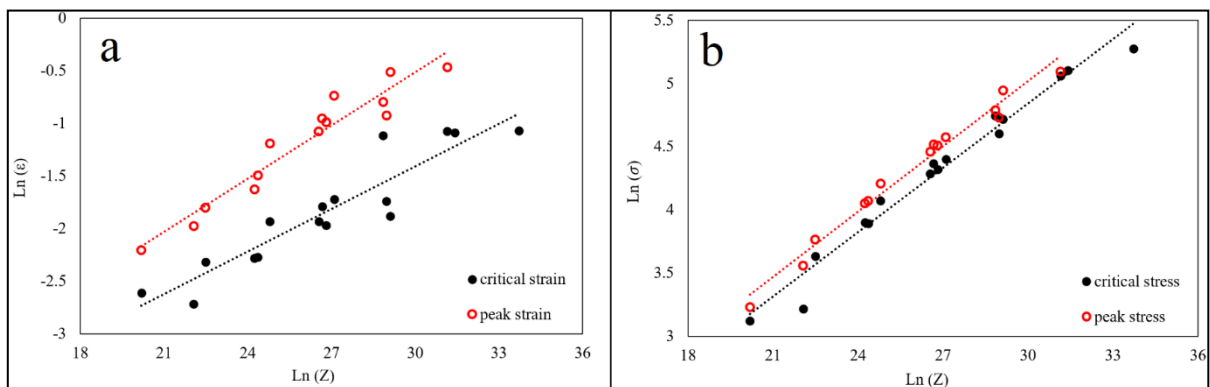 a
0
-0.5
-1
-1.5
-2
-2.5
-3
Ln (ε)
18 21 24 27 30 33 36
Ln (Z)
critical strain
peak strain
b
5.5
5
4.5
4
3.5
3
Ln (σ)
18 21 24 27 30 33 36
Ln (Z)
critical stress
peak stress